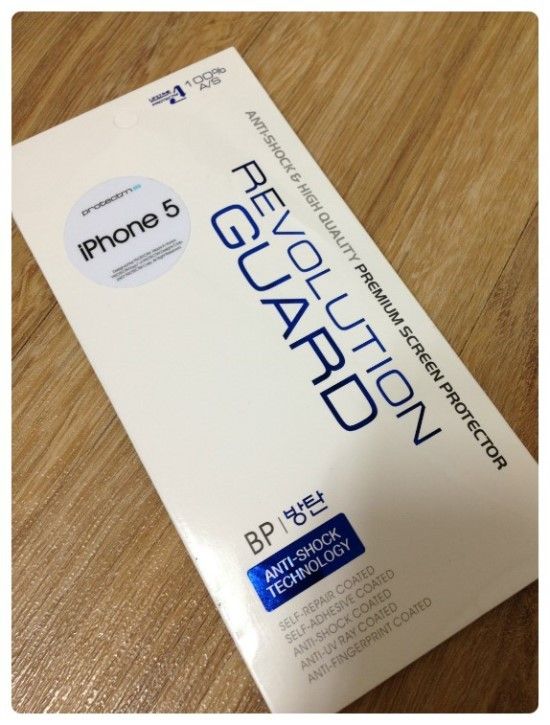 100%
A/S
ANTI-SHOCK & HIGH QUALITY PREMIUM SCREEN PROTECTOR
REVOLUTION
GUARD
protectmall
iPhone 5
BP | 방탄
ANTI-SHOCK
TECHNOLOGY
SELF-REPAIR COATED
SELF-ADHESIVE COATED
ANTI-SHOCK COATED
ANTI-UV RAY COATED
ANTI-FINGERPRINT COATED